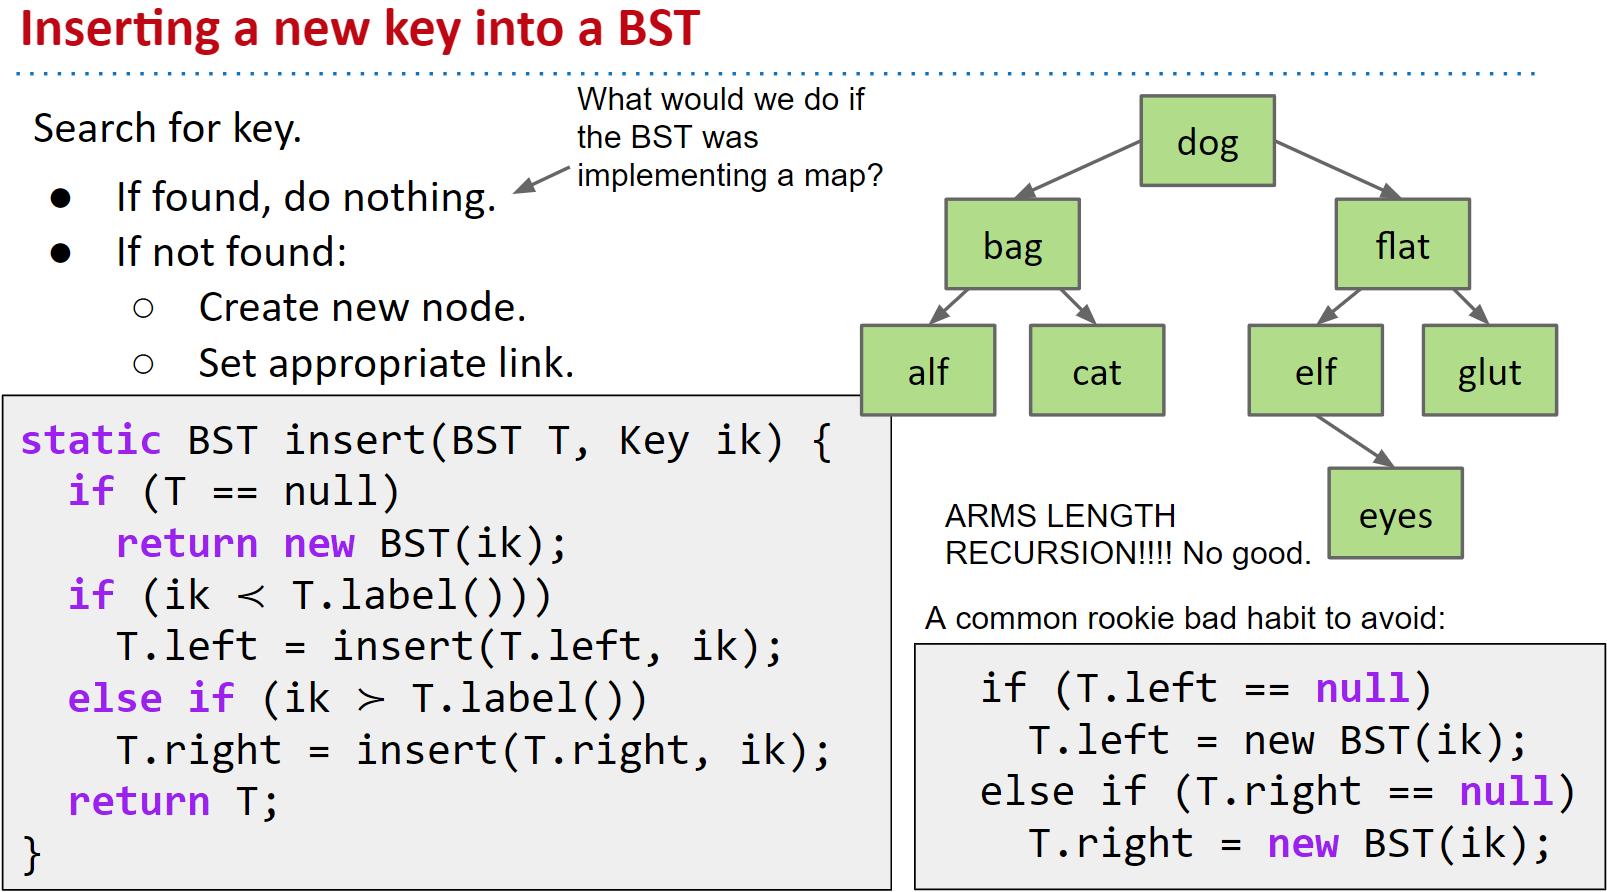 Inserting a new key into a BST
Search for key.
● If found, do nothing.
● If not found:
○ Create new node.
○ Set appropriate link.
What would we do if
the BST was
implementing a map?
dog
bag
flat
alf
cat
elf
glut
eyes
static BST insert(BST T, Key ik) {
  if (T == null)
    return new BST(ik);
  if (ik ≺ T.label()))
    T.left = insert(T.left, ik);
  else if (ik ≻ T.label())
    T.right = insert(T.right, ik);
  return T;
}
ARMS LENGTH
RECURSION!!!! No good.
A common rookie bad habit to avoid:
if (T.left == null)
  T.left = new BST(ik);
else if (T.right == null)
  T.right = new BST(ik);